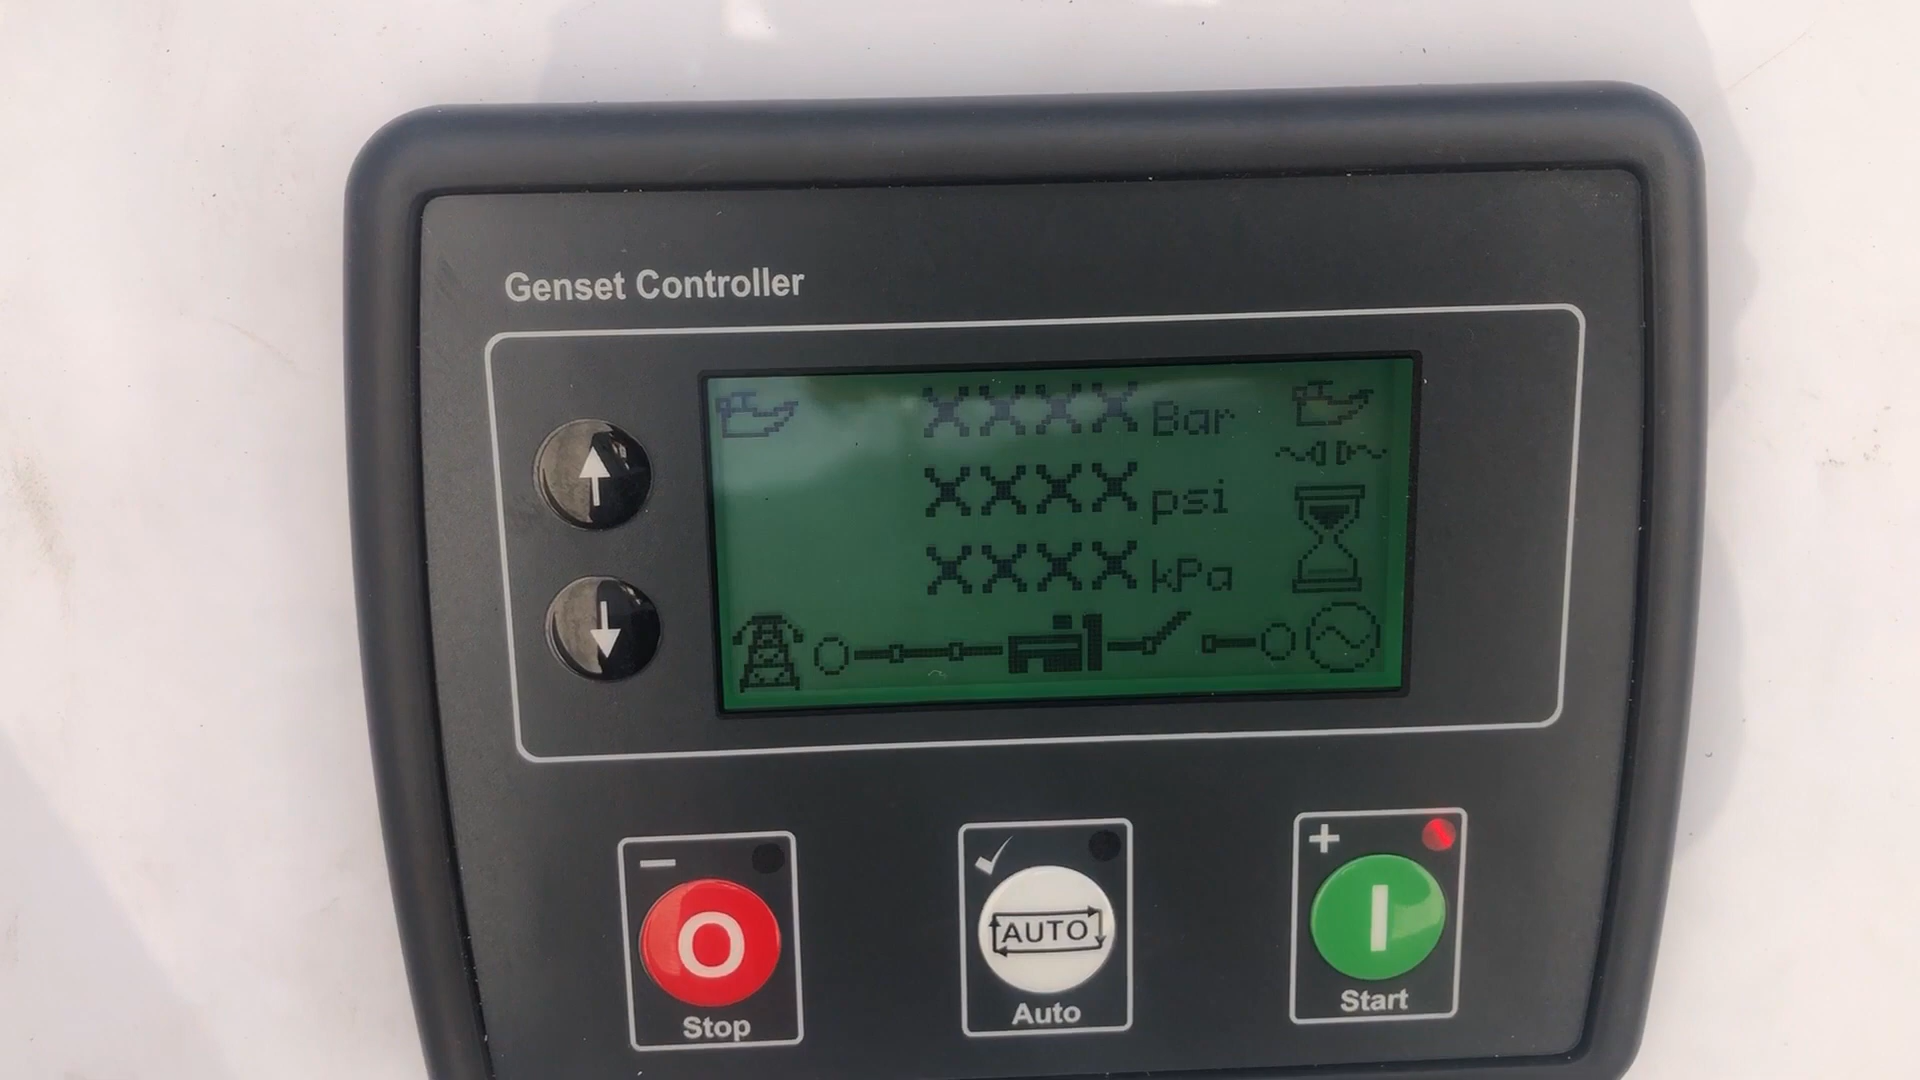 Genset Controller
XXXX Bar
XXXX psi
XXXX kPa
− O Stop
✓ AUTO Auto
+ I Start